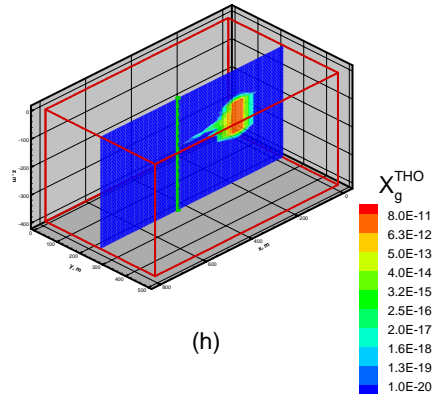 0
-100
-200
-300
-400
z, m
0
100
200
300
400
500
y, m
800
600
400
200
0
x, m
X_g^THO
8.0E-11
6.3E-12
5.0E-13
4.0E-14
3.2E-15
2.5E-16
2.0E-17
1.6E-18
1.3E-19
1.0E-20
(h)